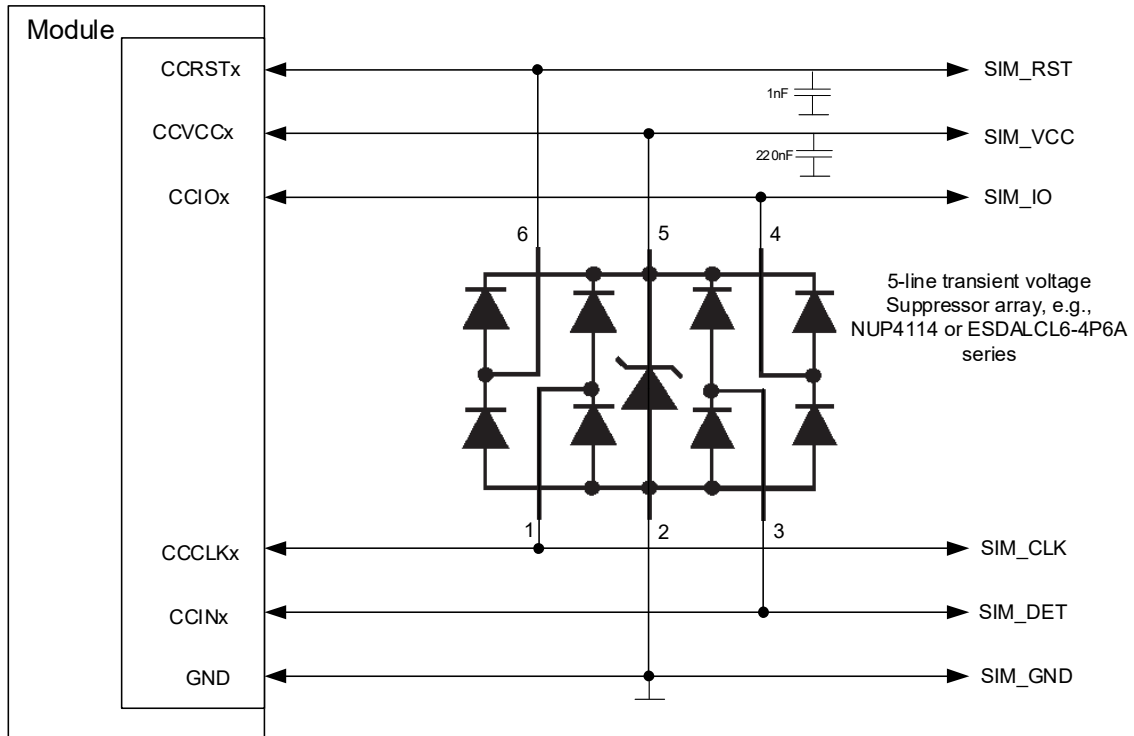 Module
CCRSTx
SIM_RST
1nF
CCVCCx
SIM_VCC
220nF
CCIOx
SIM_IO
6
5
4
5-line transient voltage
Suppressor array, e.g.,
NUP4114 or ESDALCL6-4P6A
series
1
2
3
CCCLKx
SIM_CLK
CCINx
SIM_DET
GND
SIM_GND